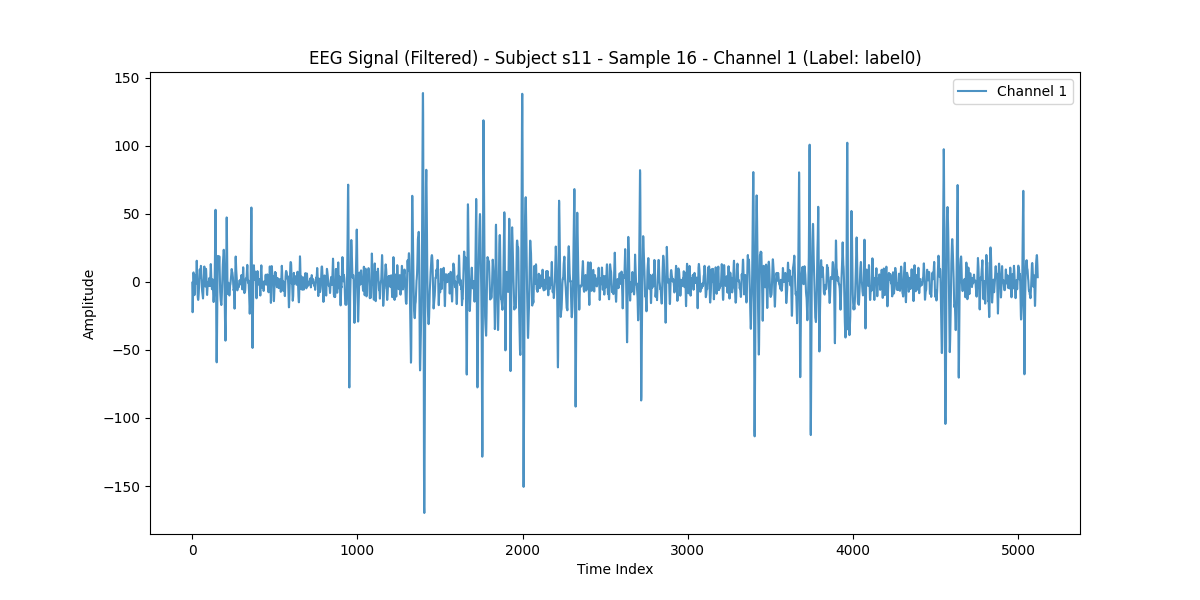 EEG Signal (Filtered) - Subject s11 - Sample 16 - Channel 1 (Label: label0)
Channel 1
150
100
50
0
−50
−100
−150
Amplitude
0 1000 2000 3000 4000 5000
Time Index